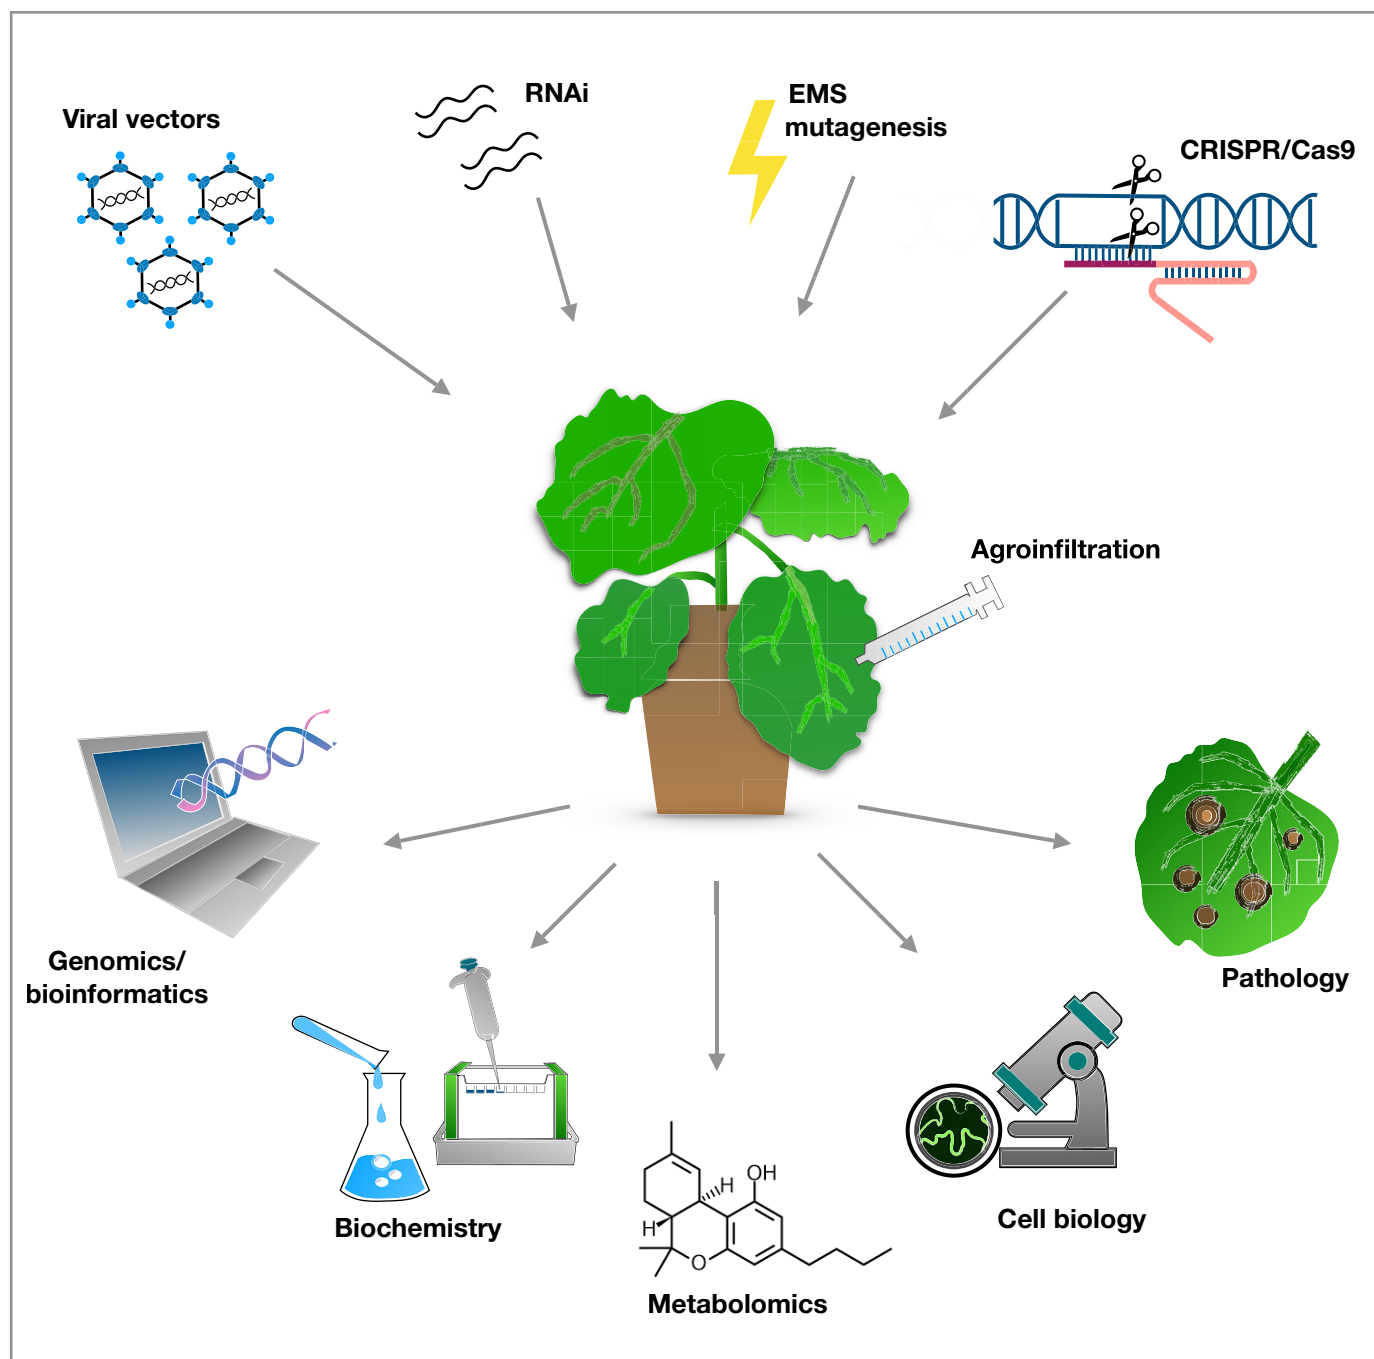 Viral vectors
RNAi
EMS
mutagenesis
CRISPR/Cas9
Agroinfiltration
Genomics/
bioinformatics
Pathology
Biochemistry
Cell biology
OH
H
H
O
Metabolomics